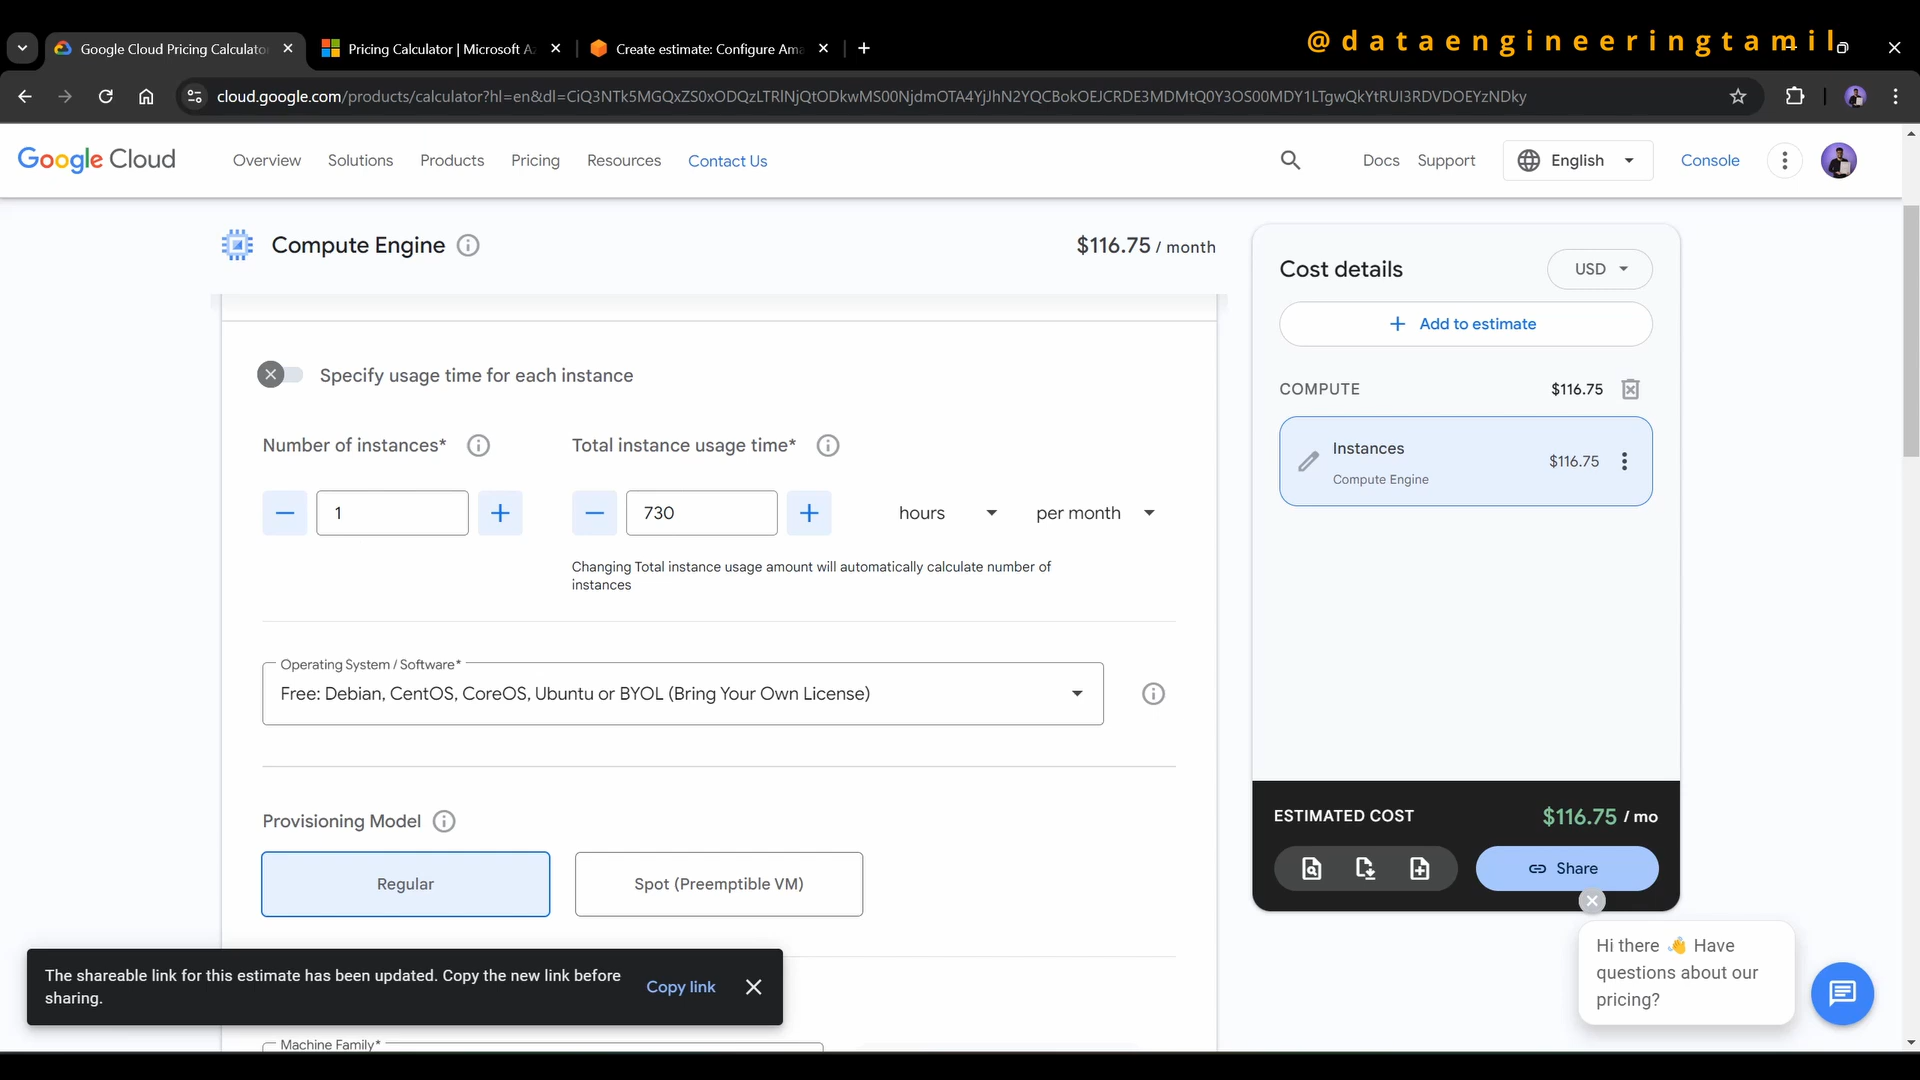 @dataengineeringtamil
Google Cloud Pricing Calculato
Pricing Calculator | Microsoft A
Create estimate: Configure Ama
cloud.google.com/products/calculator?hl=en&dl=CiQ3NTk5MGQxZS0xODQzLTRlNjQtODkwMS00NjdmOTA4YjJhN2YQCBokOEJCRDE3MDMtQ0Y3OS00MDY1LTgwQkYtRUI3RDVDOEYzNDky
Google Cloud
Overview
Solutions
Products
Pricing
Resources
Contact Us
Docs
Support
English
Console
Compute Engine
$116.75 / month
Specify usage time for each instance
Number of instances*
Total instance usage time*
1
730
hours
per month
Changing Total instance usage amount will automatically calculate number of
instances
Operating System / Software*
Free: Debian, CentOS, CoreOS, Ubuntu or BYOL (Bring Your Own License)
Provisioning Model
Regular
Spot (Preemptible VM)
The shareable link for this estimate has been updated. Copy the new link before
sharing.
Copy link
Machine Family*
Cost details
USD
Add to estimate
COMPUTE
$116.75
Instances
Compute Engine
$116.75
ESTIMATED COST
$116.75 / mo
Share
Hi there 👋 Have
questions about our
pricing?